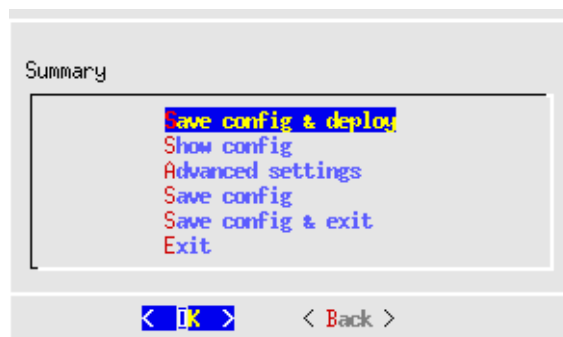 Summary
Save config & deploy
Show config
Advanced settings
Save config
Save config & exit
Exit
< OK > < Back >